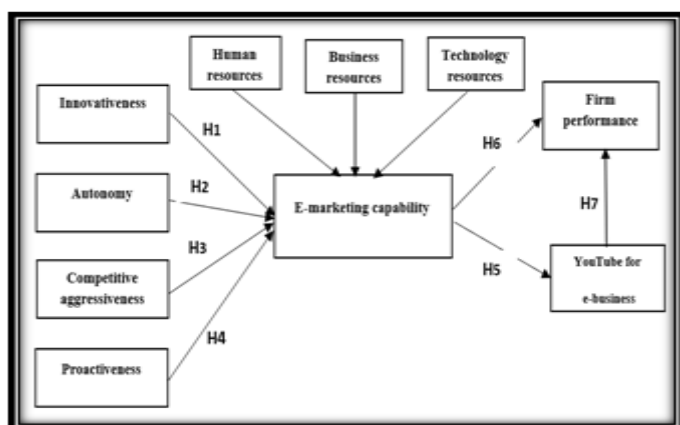 Human
resources
Business
resources
Technology
resources
Innovativeness
H1
Firm
performance
H6
Autonomy
H2
E-marketing capability
H7
H3
Competitive
aggressiveness
YouTube for
e-business
H5
H4
Proactiveness